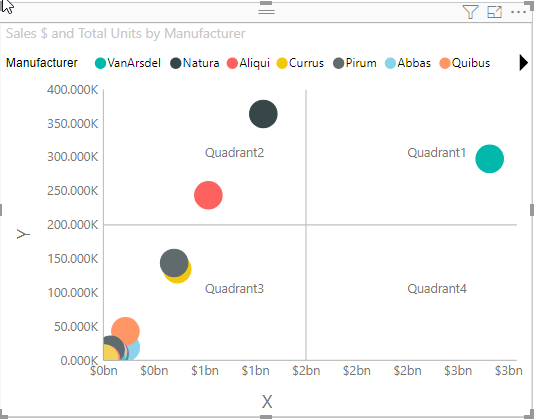 Sales $ and Total Units by Manufacturer
Manufacturer VanArsdel Natura Aliqui Currus Pirum Abbas Quibus
400.000K
350.000K
300.000K
250.000K
200.000K
150.000K
100.000K
50.000K
0.000K
Quadrant2 Quadrant1
Quadrant3 Quadrant4
Y
$0bn $0bn $1bn $1bn $2bn $2bn $2bn $3bn $3bn
X